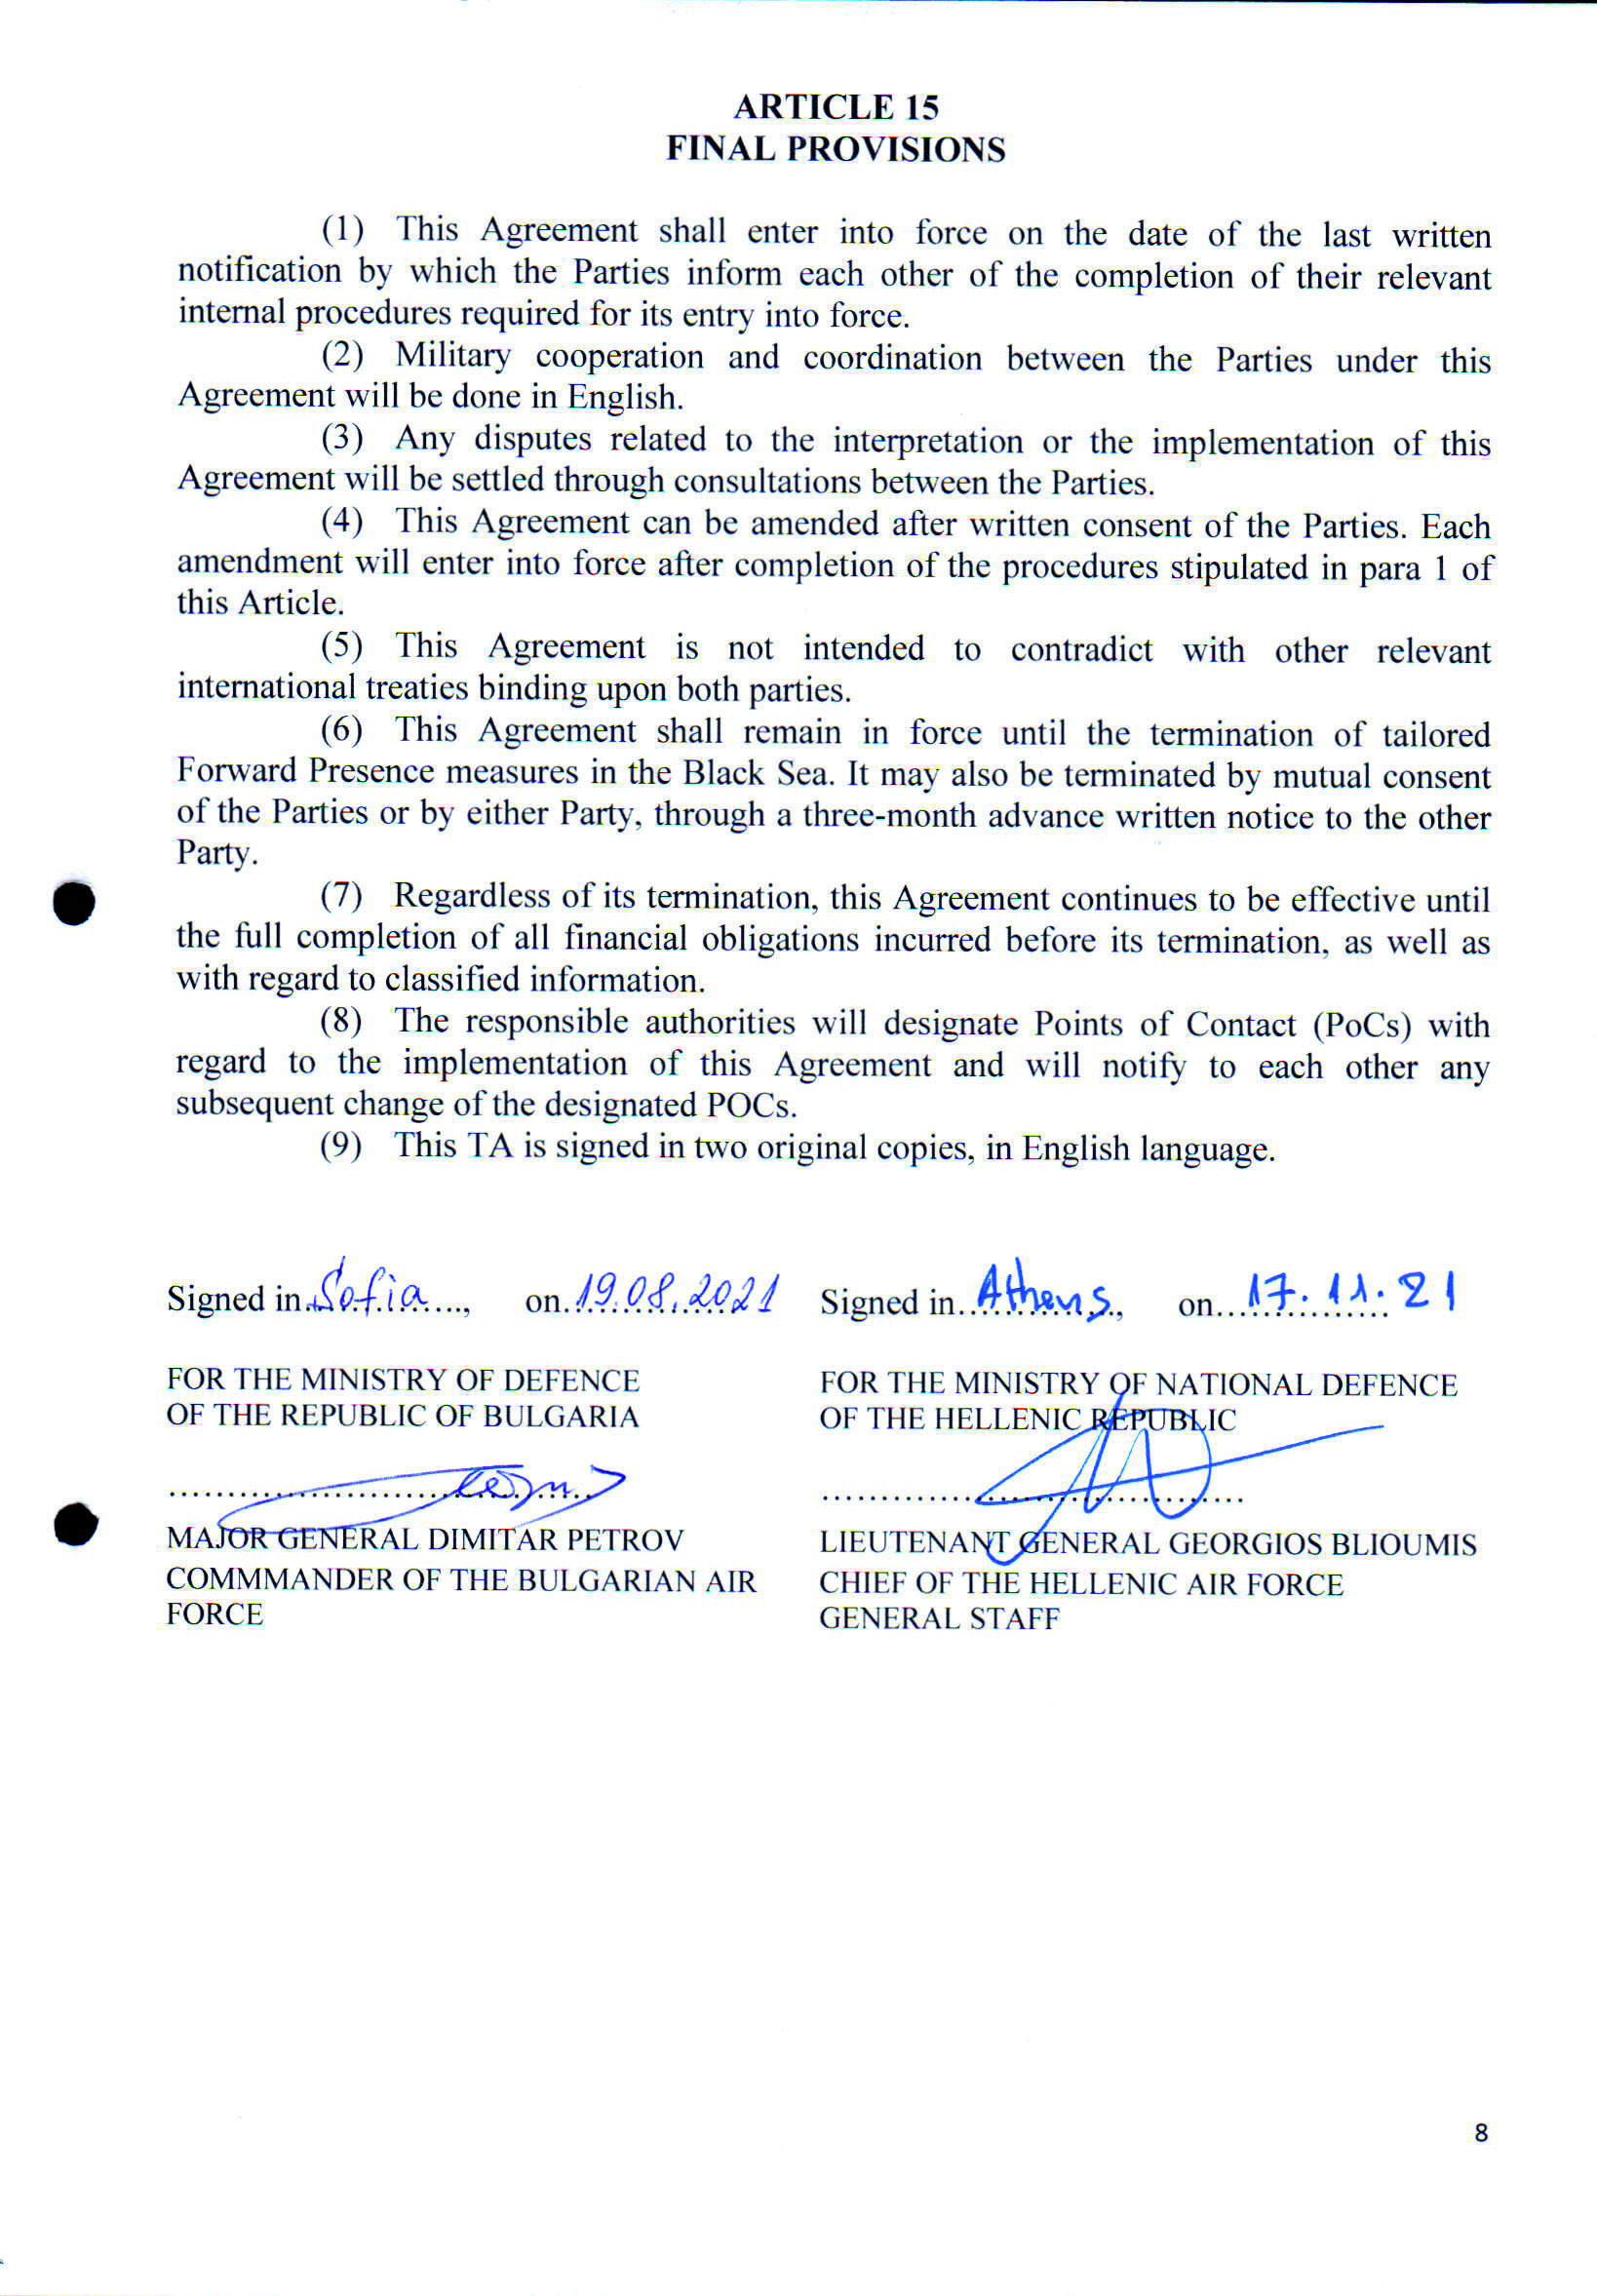 ARTICLE 15
FINAL PROVISIONS
(1) This Agreement shall enter into force on the date of the last written
notification by which the Parties inform each other of the completion of their relevant
internal procedures required for its entry into force.
(2) Military cooperation and coordination between the Parties under this
Agreement will be done in English.
(3) Any disputes related to the interpretation or the implementation of this
Agreement will be settled through consultations between the Parties.
(4) This Agreement can be amended after written consent of the Parties. Each
amendment will enter into force after completion of the procedures stipulated in para 1 of
this Article.
(5) This Agreement is not intended to contradict with other relevant
international treaties binding upon both parties.
(6) This Agreement shall remain in force until the termination of tailored
Forward Presence measures in the Black Sea. It may also be terminated by mutual consent
of the Parties or by either Party, through a three-month advance written notice to the other
Party.
(7) Regardless of its termination, this Agreement continues to be effective until
the full completion of all financial obligations incurred before its termination, as well as
with regard to classified information.
(8) The responsible authorities will designate Points of Contact (PoCs) with
regard to the implementation of this Agreement and will notify to each other any
subsequent change of the designated POCs.
(9) This TA is signed in two original copies, in English language.
Signed in Sofia, on 19.08.2021
FOR THE MINISTRY OF DEFENCE
OF THE REPUBLIC OF BULGARIA
MAJOR GENERAL DIMITAR PETROV
COMMMANDER OF THE BULGARIAN AIR
FORCE
Signed in Athens, on 17.11.21
FOR THE MINISTRY OF NATIONAL DEFENCE
OF THE HELLENIC REPUBLIC
LIEUTENANT GENERAL GEORGIOS BLIOUMIS
CHIEF OF THE HELLENIC AIR FORCE
GENERAL STAFF
8